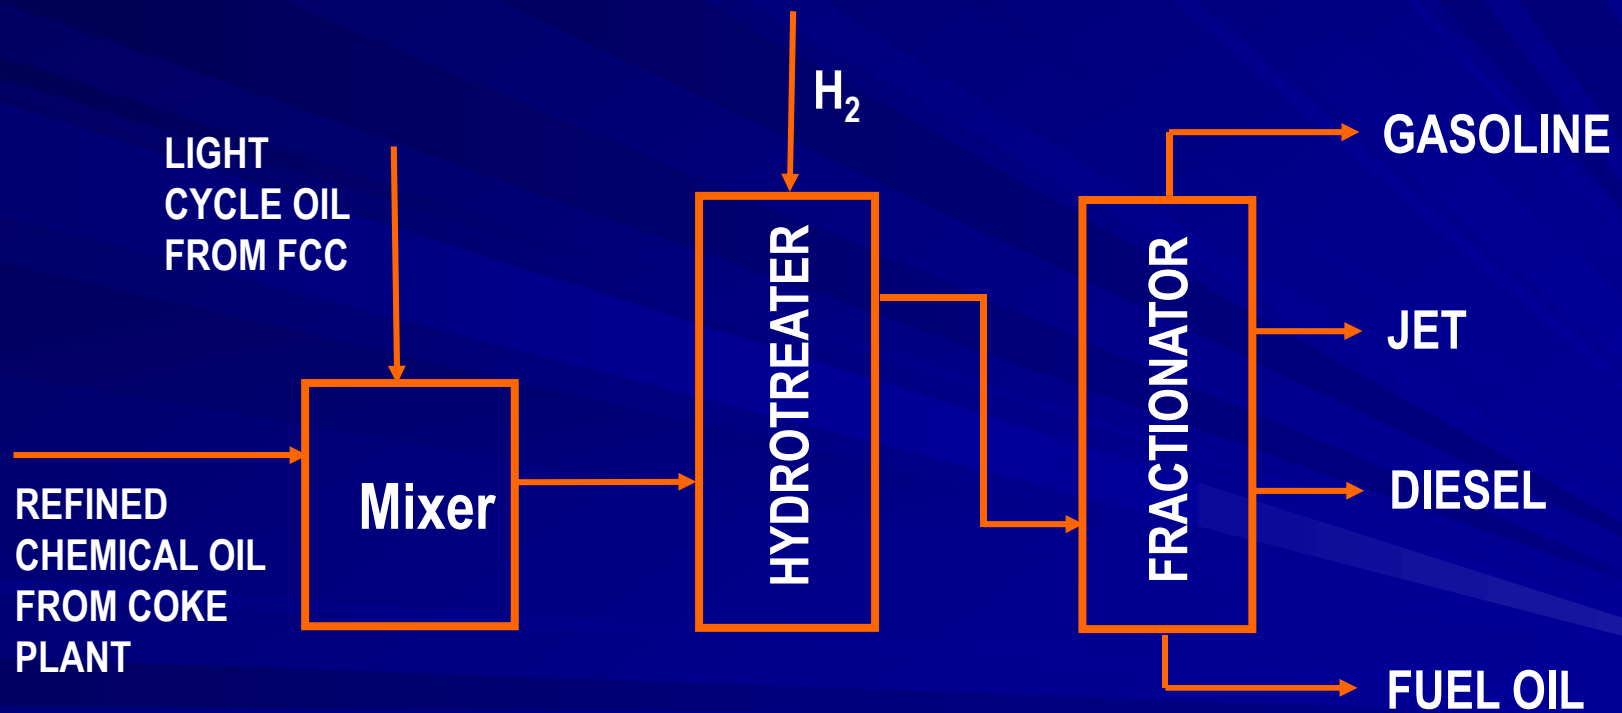 H₂
LIGHT
CYCLE OIL
FROM FCC
REFINED
CHEMICAL OIL
FROM COKE
PLANT
Mixer
HYDROTREATER
FRACTIONATOR
GASOLINE
JET
DIESEL
FUEL OIL